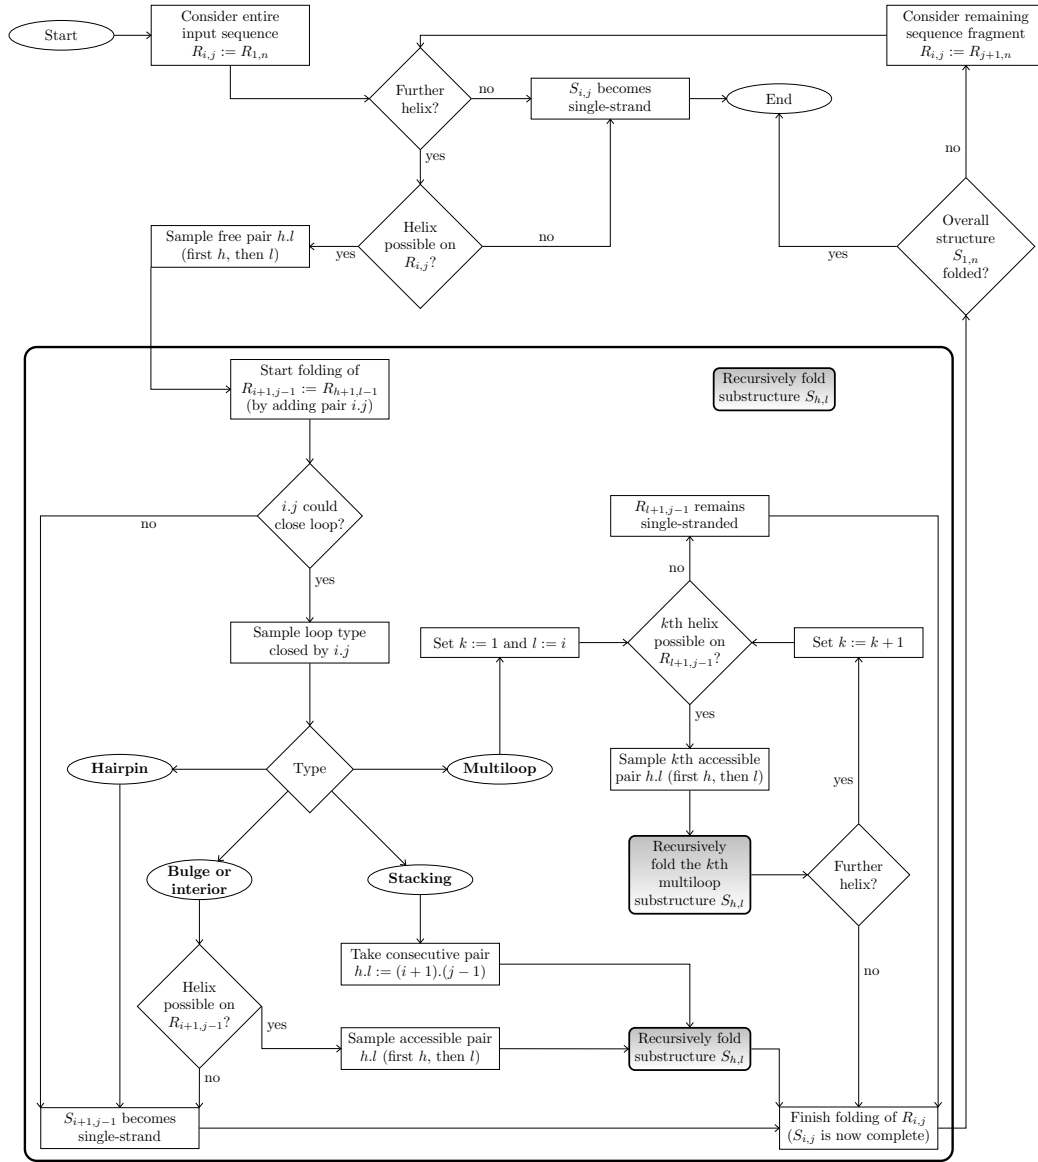 Start
Consider entire
input sequence
R_{i,j} := R_{1,n}
Further
helix?
no
yes
S_{i,j} becomes
single-strand
End
Consider remaining
sequence fragment
R_{i,j} := R_{j+1,n}
no
Overall
structure
S_{1,n}
folded?
yes
Helix
possible on
R_{i,j}?
no
yes
Sample free pair h.l
(first h, then l)
Start folding of
R_{i+1,j−1} := R_{h+1,l−1}
(by adding pair i.j)
Recursively fold
substructure S_{h,l}
i.j could
close loop?
no
yes
Sample loop type
closed by i.j
Type
Hairpin
Multiloop
Bulge or
interior
Stacking
Set k := 1 and l := i
R_{l+1,j−1} remains
single-stranded
no
kth helix
possible on
R_{l+1,j−1}?
yes
Set k := k + 1
Sample kth accessible
pair h.l (first h, then l)
yes
Recursively
fold the kth
multiloop
substructure S_{h,l}
Further
helix?
no
Take consecutive pair
h.l := (i + 1).(j − 1)
Helix
possible on
R_{i+1,j−1}?
yes
no
Sample accessible pair
h.l (first h, then l)
Recursively fold
substructure S_{h,l}
S_{i+1,j−1} becomes
single-strand
Finish folding of R_{i,j}
(S_{i,j} is now complete)